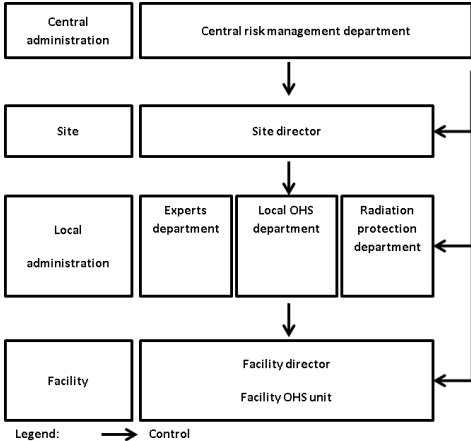 Central
administration
Central risk management department
Site
Site director
Local
administration
Experts
department
Local OHS
department
Radiation
protection
department
Facility
Facility director
Facility OHS unit
Legend:
Control